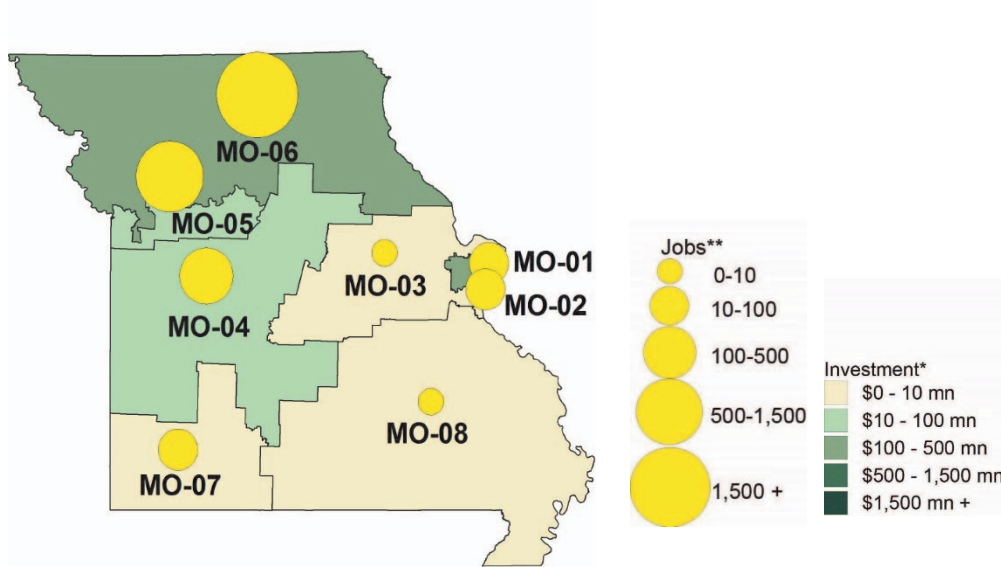 MO-06
MO-05
MO-01
MO-03
MO-02
MO-04
MO-08
MO-07
Jobs**
0-10
10-100
100-500
500-1,500
1,500 +
Investment*
$0 - 10 mn
$10 - 100 mn
$100 - 500 mn
$500 - 1,500 mn
$1,500 mn +